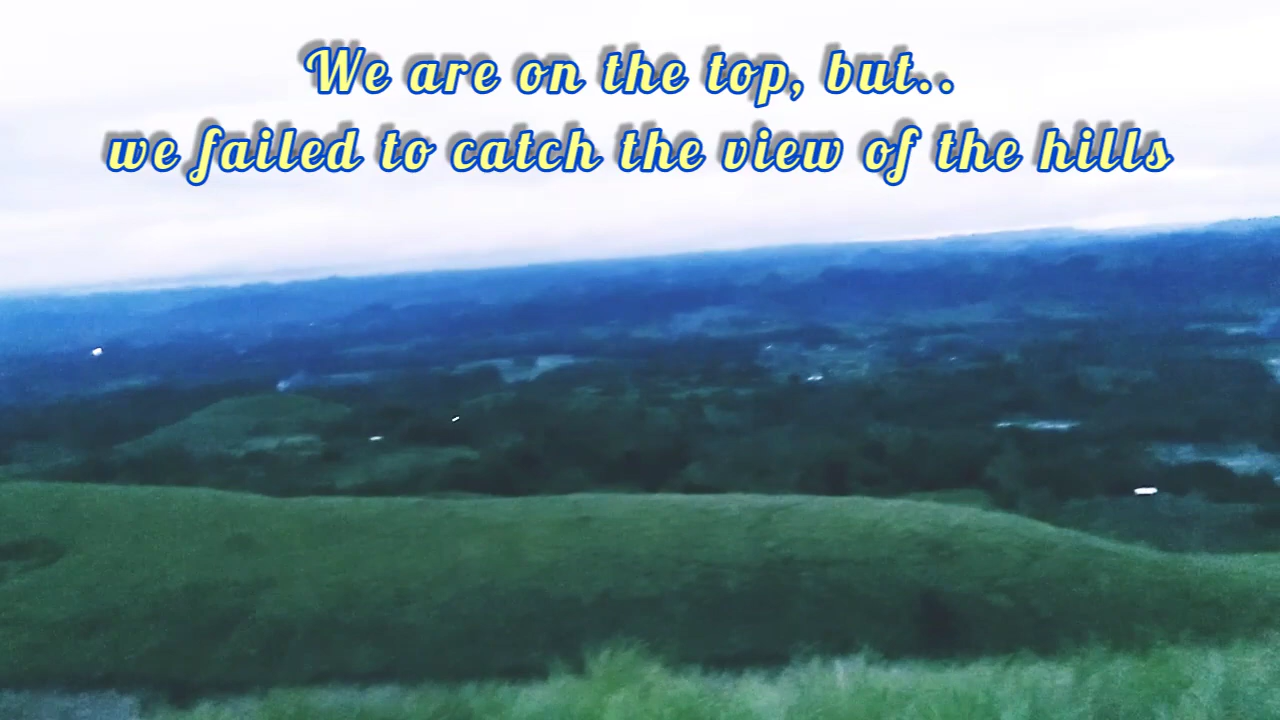 We are on the top, but..
we failed to catch the view of the hills